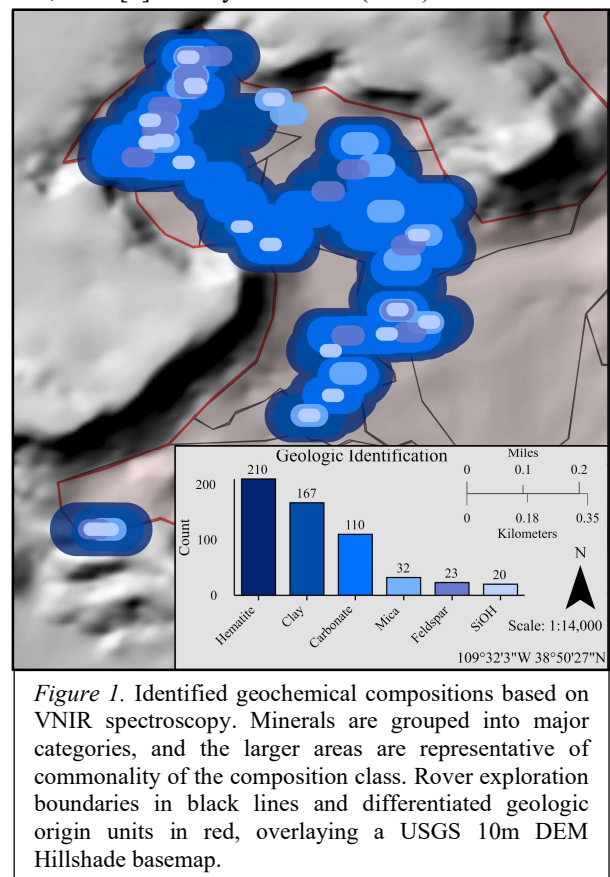 Geologic Identification
210
200
167
110
100
32
23
20
0
Count
Hematite
Clay
Carbonate
Mica
Feldspar
SiOH
Miles
0 0.1 0.2
0 0.18 0.35
Kilometers
N
Scale: 1:14,000
109°32'3"W 38°50'27"N
Figure 1. Identified geochemical compositions based on
VNIR spectroscopy. Minerals are grouped into major
categories, and the larger areas are representative of
commonality of the composition class. Rover exploration
boundaries in black lines and differentiated geologic
origin units in red, overlaying a USGS 10m DEM
Hillshade basemap.